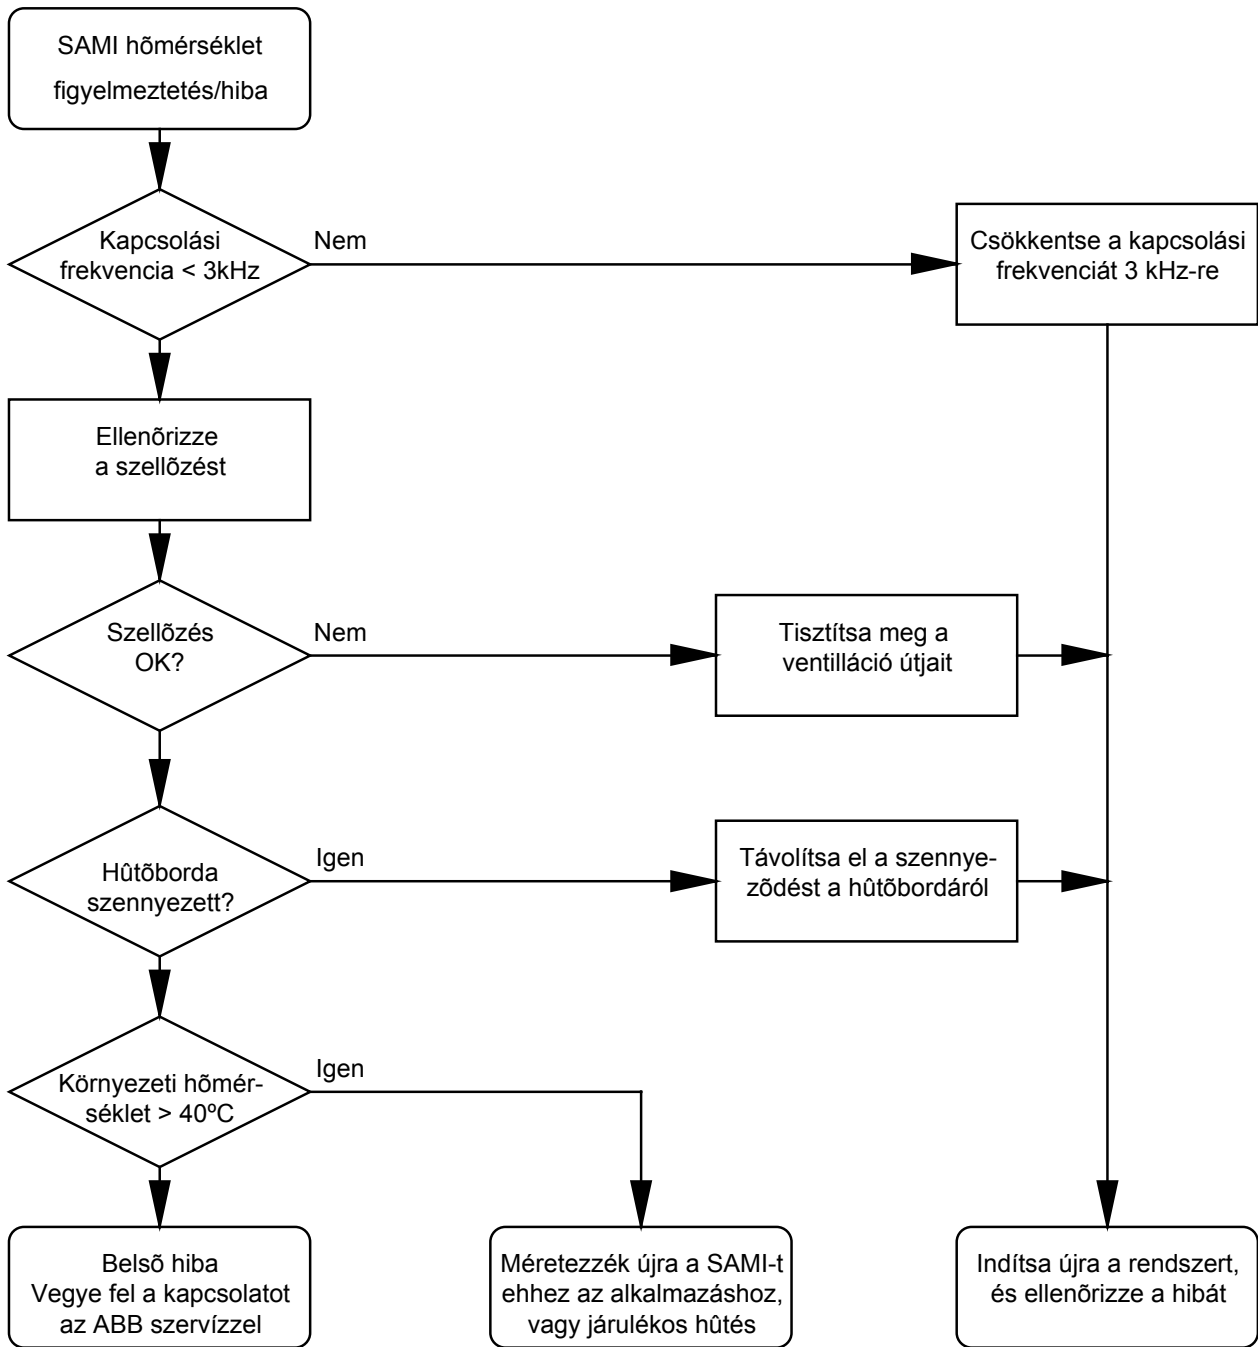 SAMI hõmérséklet
figyelmeztetés/hiba
Kapcsolási
frekvencia < 3kHz
Nem
Csökkentse a kapcsolási
frekvenciát 3 kHz-re
Ellenõrizze
a szellõzést
Szellõzés
OK?
Nem
Tisztítsa meg a
ventilláció útjait
Hûtõborda
szennyezett?
Igen
Távolítsa el a szennye-
zõdést a hûtõbordáról
Környezeti hõmér-
séklet > 40ºC
Igen
Belsõ hiba
Vegye fel a kapcsolatot
az ABB szervízzel
Méretezzék újra a SAMI-t
ehhez az alkalmazáshoz,
vagy járulékos hûtés
Indítsa újra a rendszert,
és ellenõrizze a hibát